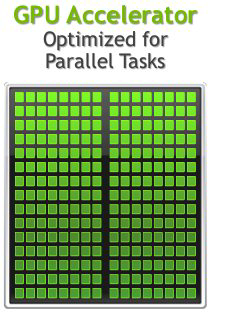 GPU Accelerator
Optimized for
Parallel Tasks